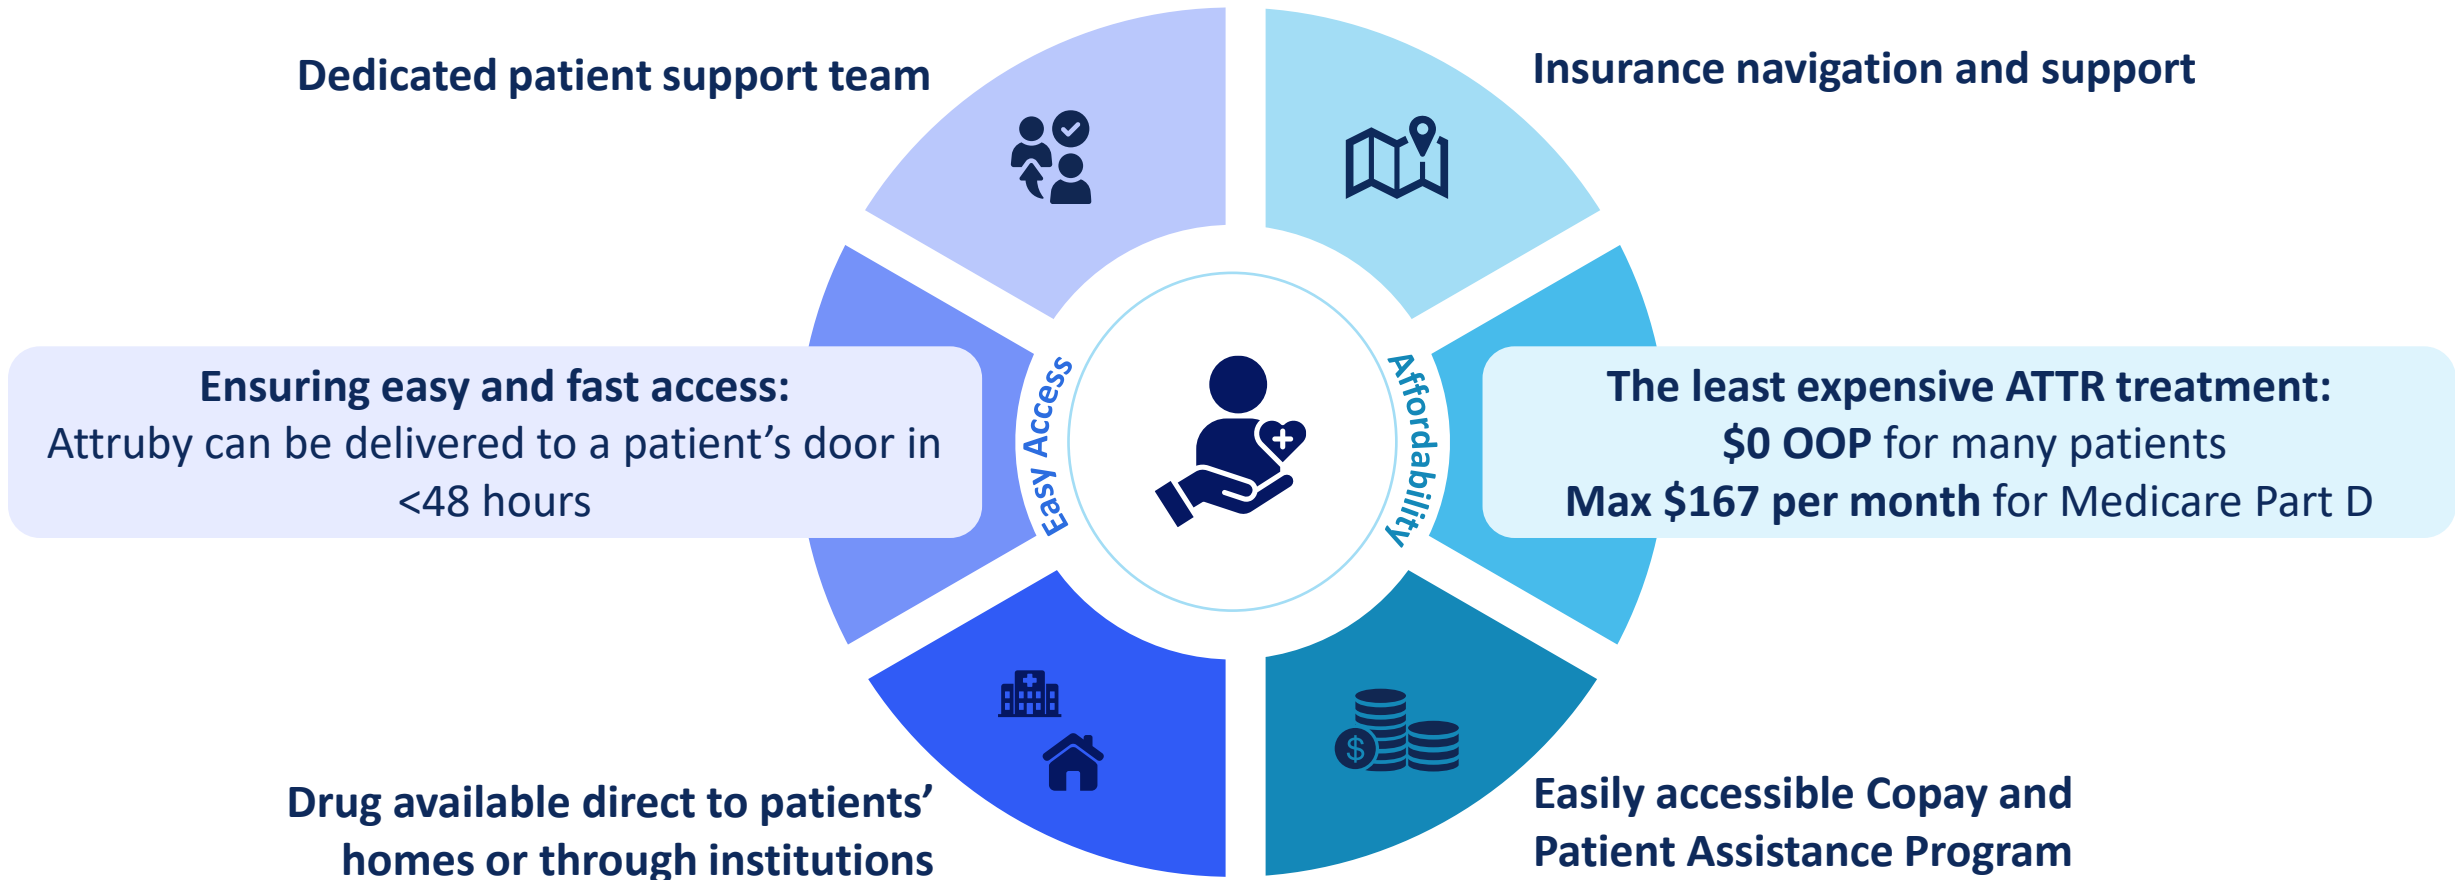 Dedicated patient support team
Insurance navigation and support
Ensuring easy and fast access:
Attruby can be delivered to a patient’s door in
<48 hours
Easy Access
Affordability
The least expensive ATTR treatment:
$0 OOP for many patients
Max $167 per month for Medicare Part D
Drug available direct to patients’
homes or through institutions
$
Easily accessible Copay and
Patient Assistance Program